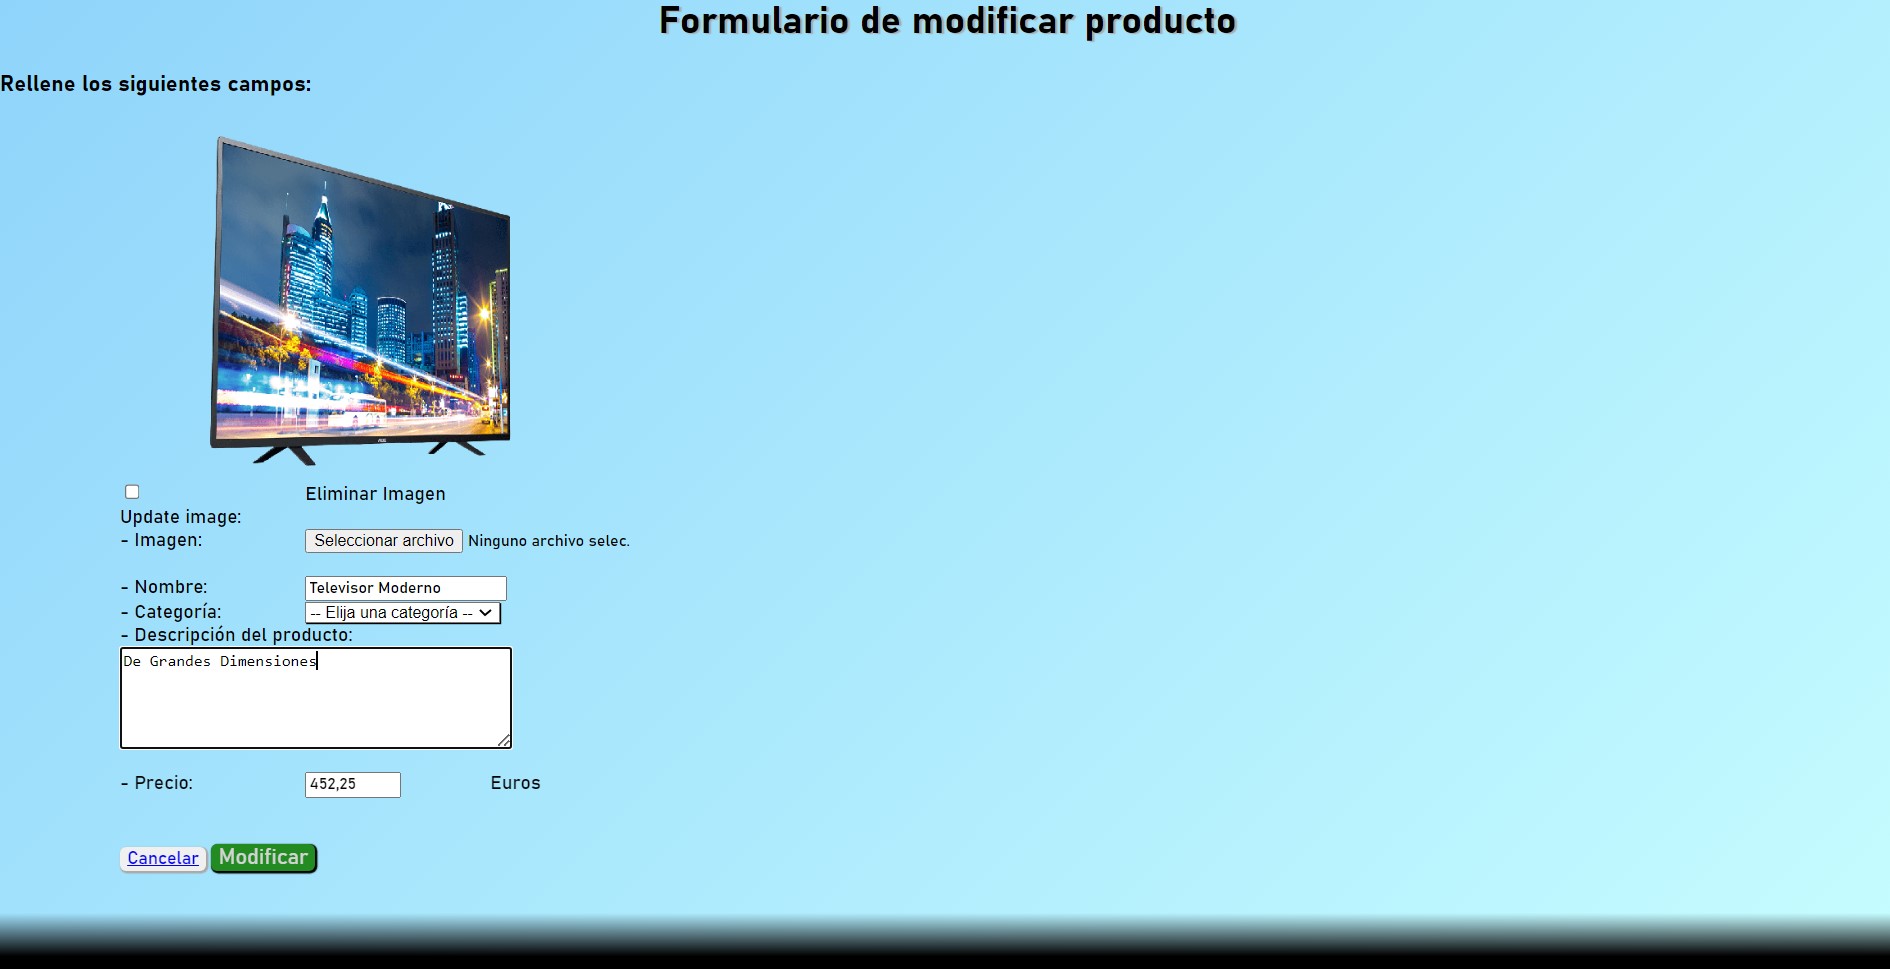 Formulario de modificar producto
Rellene los siguientes campos:
Eliminar Imagen
Update image:
- Imagen: Seleccionar archivo Ninguno archivo selec.
- Nombre: Televisor Moderno
- Categoría: -- Elija una categoría --
- Descripción del producto:
De Grandes Dimensiones
- Precio: 452,25 Euros
Cancelar Modificar